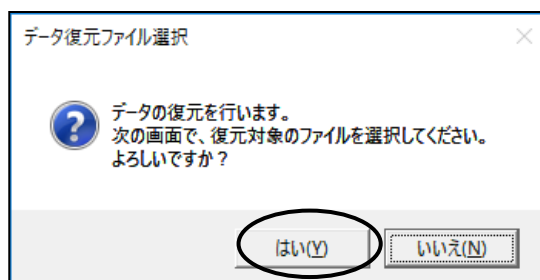 データ復元ファイル選択
データの復元を行います。
次の画面で、復元対象のファイルを選択してください。
よろしいですか？
はい(Y) いいえ(N)